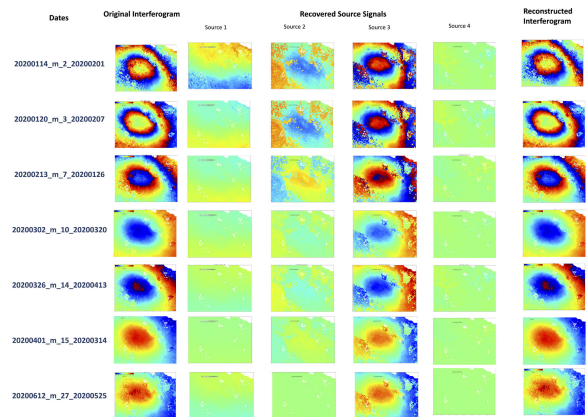 Dates
Original Interferogram
Recovered Source Signals
Reconstructed
Interferogram
Source 1
Source 2
Source 3
Source 4
20200114_m_2_20200201
20200120_m_3_20200207
20200213_m_7_20200126
20200302_m_10_20200320
20200326_m_14_20200413
20200401_m_15_20200314
20200612_m_27_20200525